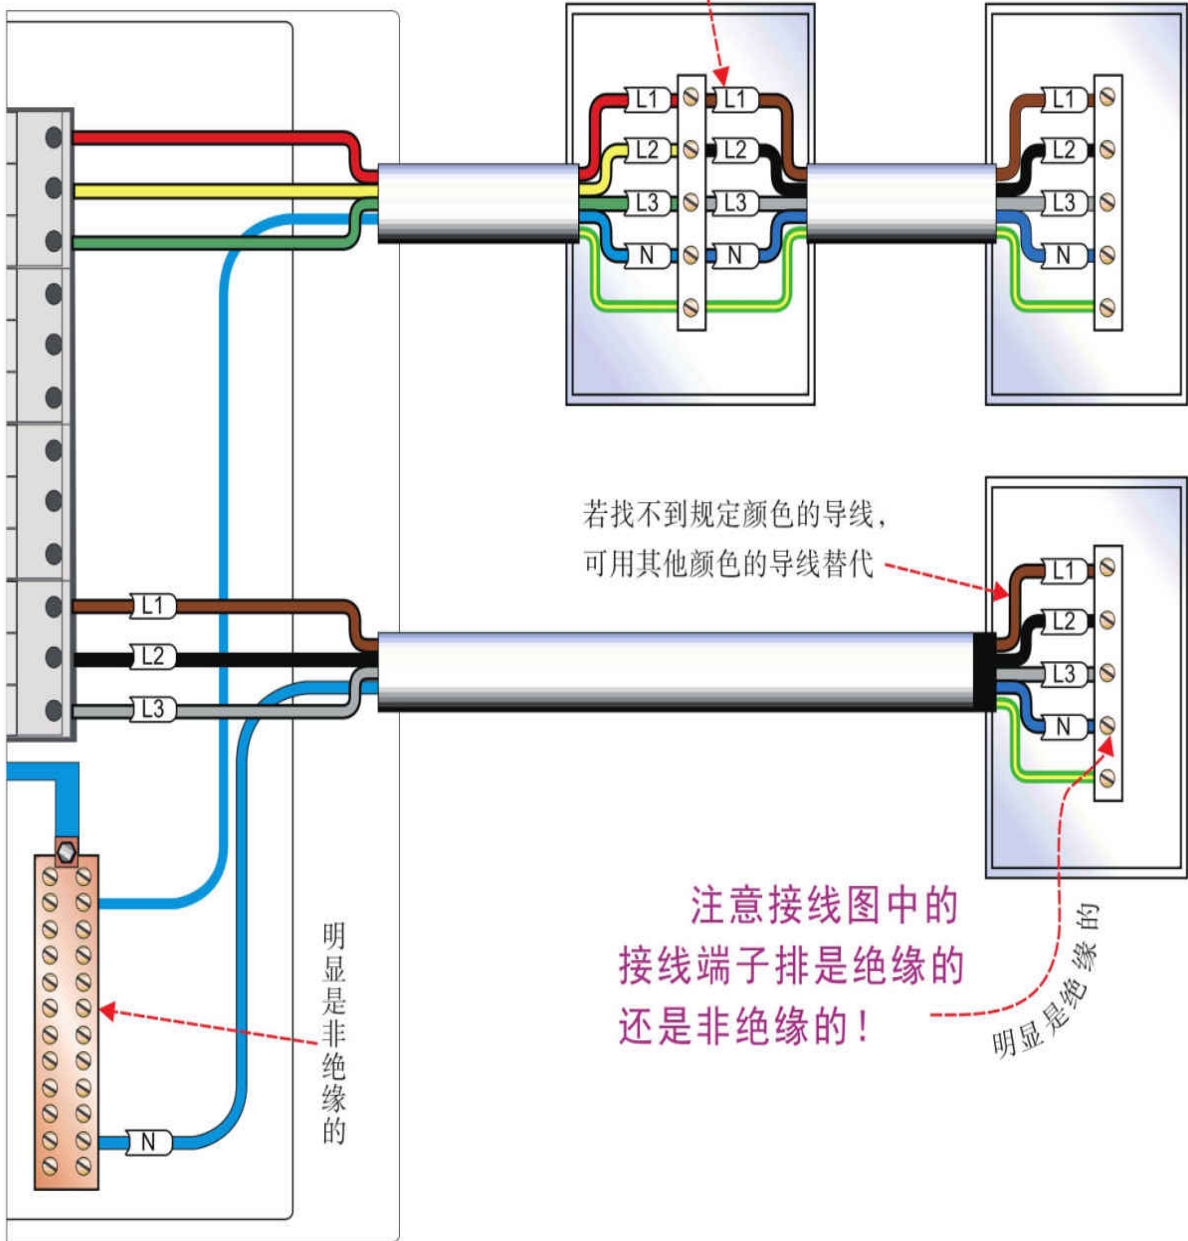 L1
L1
L1
L2
L2
L2
L3
L3
L3
N
N
N
若找不到规定颜色的导线，
可用其他颜色的导线替代
L1
L2
L3
L1
L2
L3
N
注意接线图中的
接线端子排是绝缘的
还是非绝缘的！
明显是非绝缘的
明显是绝缘的
N